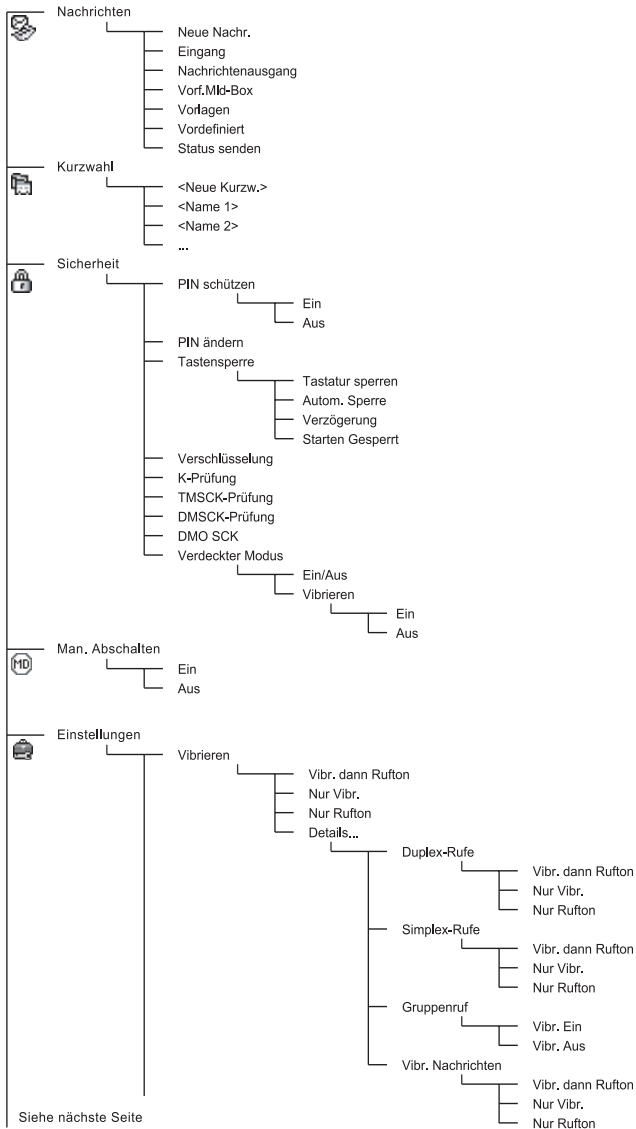 Nachrichten
Neue Nachr.
Eingang
Nachrichtenausgang
Vorf.Mld-Box
Vorlagen
Vordefiniert
Status senden
Kurzwahl
<Neue Kurzw.>
<Name 1>
<Name 2>
...
Sicherheit
PIN schützen
Ein
Aus
PIN ändern
Tastensperre
Tastatur sperren
Autom. Sperre
Verzögerung
Starten Gesperrt
Verschlüsselung
K-Prüfung
TMSCK-Prüfung
DMSCK-Prüfung
DMO SCK
Verdeckter Modus
Ein/Aus
Vibrieren
Ein
Aus
Man. Abschalten
MD
Ein
Aus
Einstellungen
Vibrieren
Vibr. dann Rufton
Nur Vibr.
Nur Rufton
Details...
Duplex-Rufe
Vibr. dann Rufton
Nur Vibr.
Nur Rufton
Simplex-Rufe
Vibr. dann Rufton
Nur Vibr.
Nur Rufton
Gruppenruf
Vibr. Ein
Vibr. Aus
Vibr. Nachrichten
Vibr. dann Rufton
Nur Vibr.
Nur Rufton
Siehe nächste Seite